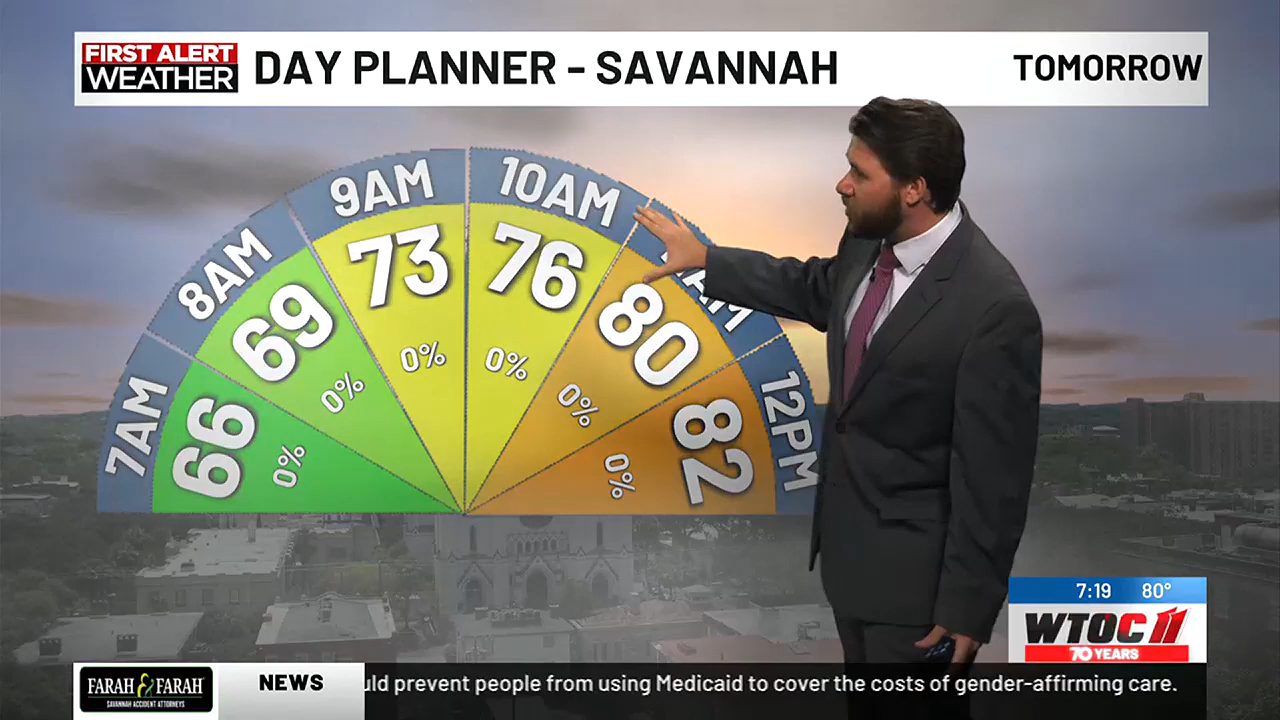 FIRST ALERT
WEATHER
DAY PLANNER - SAVANNAH
TOMORROW
7AM
8AM
9AM
10AM
12PM
66
69
73
76
80
82
0%
0%
0%
0%
0%
0%
7:19 80°
WTOC 11
70 YEARS
FARAH & FARAH
SAVANNAH ACCIDENT ATTORNEYS
NEWS
uld prevent people from using Medicaid to cover the costs of gender-affirming care.